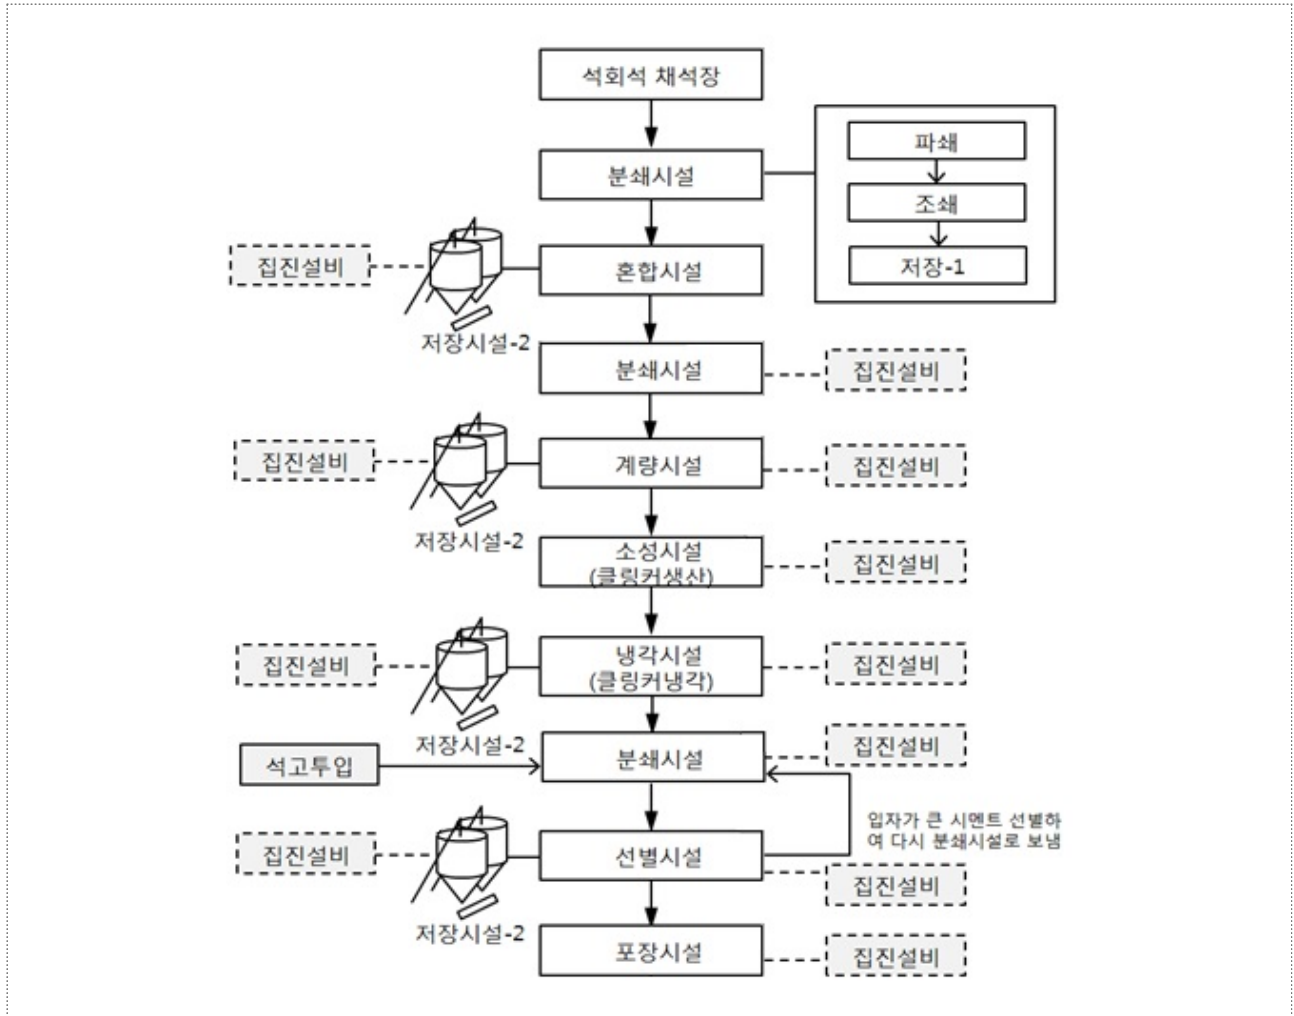 석회석 채석장
분쇄시설
파쇄
조쇄
저장-1
집진설비
저장시설-2
혼합시설
분쇄시설
집진설비
집진설비
저장시설-2
계량시설
집진설비
소성시설
(클링커생산)
집진설비
집진설비
저장시설-2
냉각시설
(클링커냉각)
집진설비
석고투입
분쇄시설
집진설비
입자가 큰 시멘트 선별하
여 다시 분쇄시설로 보냄
집진설비
저장시설-2
선별시설
집진설비
포장시설
집진설비